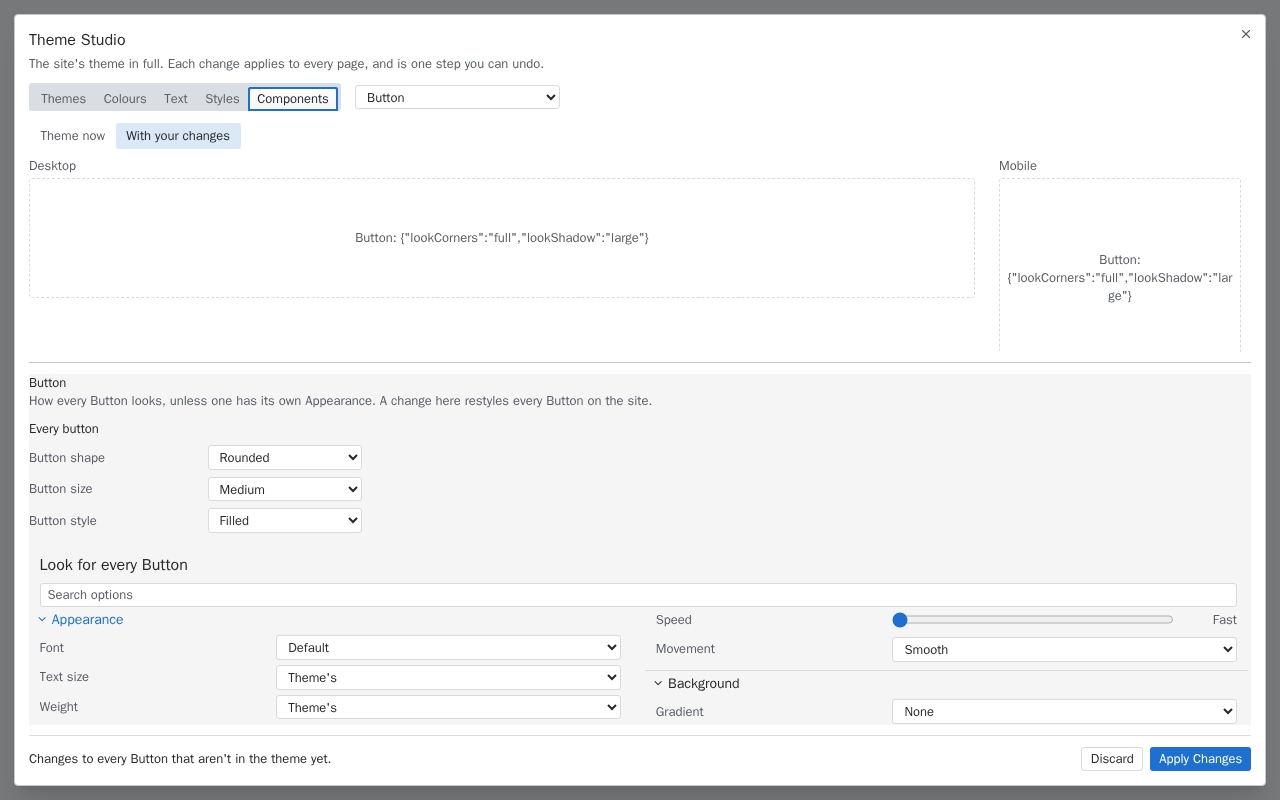 Theme Studio
The site's theme in full. Each change applies to every page, and is one step you can undo.
Themes Colours Text Styles Components Button
Theme now With your changes
Desktop
Mobile
Button: {"lookCorners":"full","lookShadow":"large"}
Button:
{"lookCorners":"full","lookShadow":"lar
ge"}
Button
How every Button looks, unless one has its own Appearance. A change here restyles every Button on the site.
Every button
Button shape Rounded
Button size Medium
Button style Filled
Look for every Button
Search options
Appearance
Font Default
Text size Theme's
Weight Theme's
Speed Fast
Movement Smooth
Background
Gradient None
Changes to every Button that aren't in the theme yet.
Discard Apply Changes